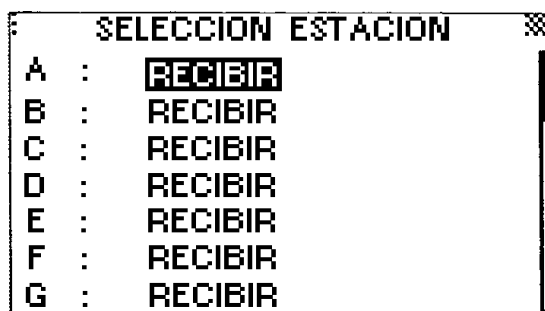 SELECCION ESTACION
A : RECIBIR
B : RECIBIR
C : RECIBIR
D : RECIBIR
E : RECIBIR
F : RECIBIR
G : RECIBIR